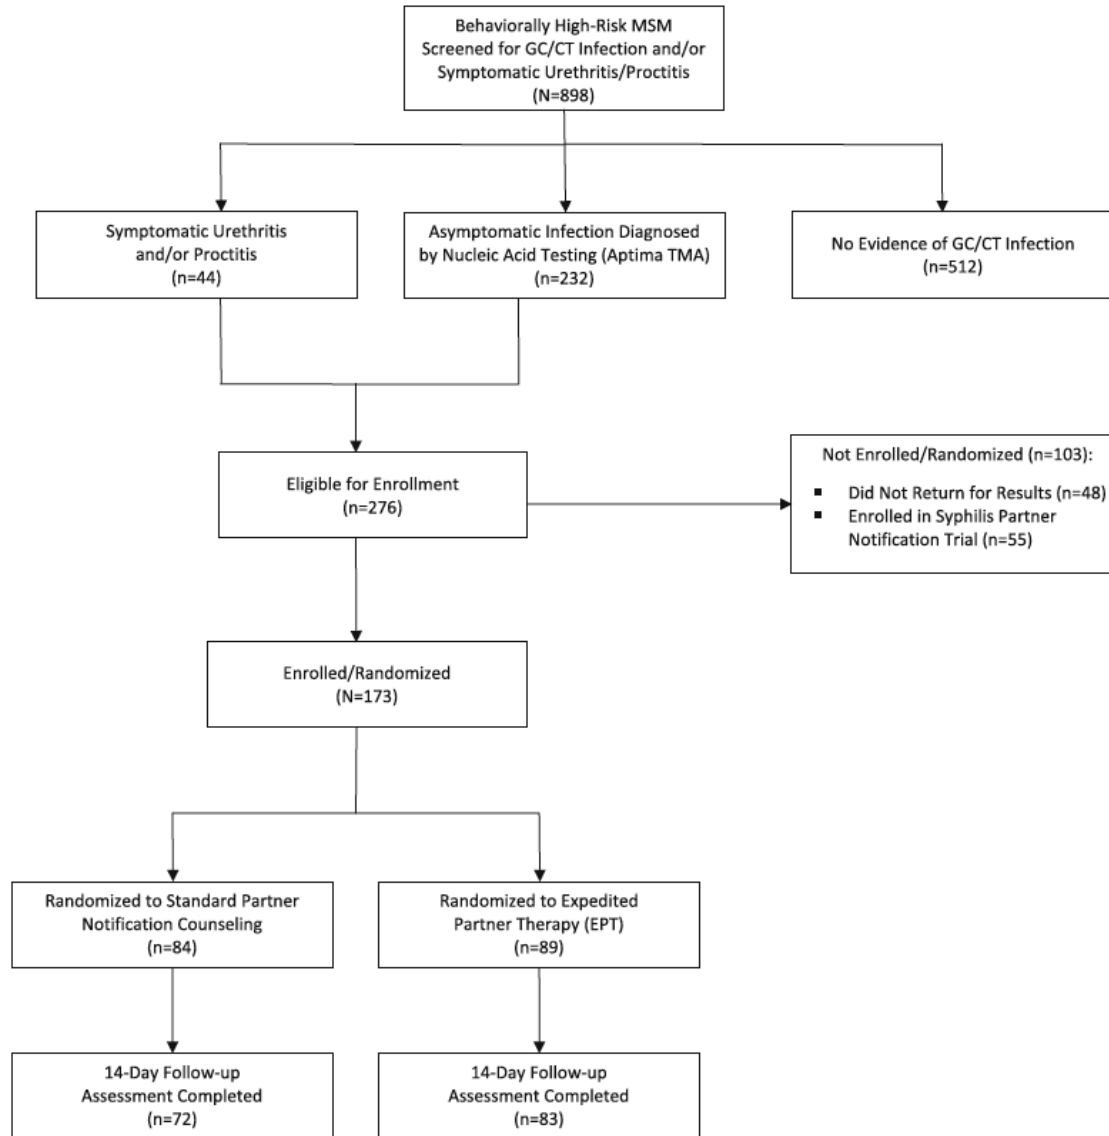 Behaviorally High-Risk MSM
Screened for GC/CT Infection and/or
Symptomatic Urethritis/Proctitis
(N=898)
Symptomatic Urethritis
and/or Proctitis
(n=44)
Asymptomatic Infection Diagnosed
by Nucleic Acid Testing (Aptima TMA)
(n=232)
No Evidence of GC/CT Infection
(n=512)
Eligible for Enrollment
(n=276)
Not Enrolled/Randomized (n=103):
▪ Did Not Return for Results (n=48)
▪ Enrolled in Syphilis Partner
Notification Trial (n=55)
Enrolled/Randomized
(N=173)
Randomized to Standard Partner
Notification Counseling
(n=84)
Randomized to Expedited
Partner Therapy (EPT)
(n=89)
14-Day Follow-up
Assessment Completed
(n=72)
14-Day Follow-up
Assessment Completed
(n=83)